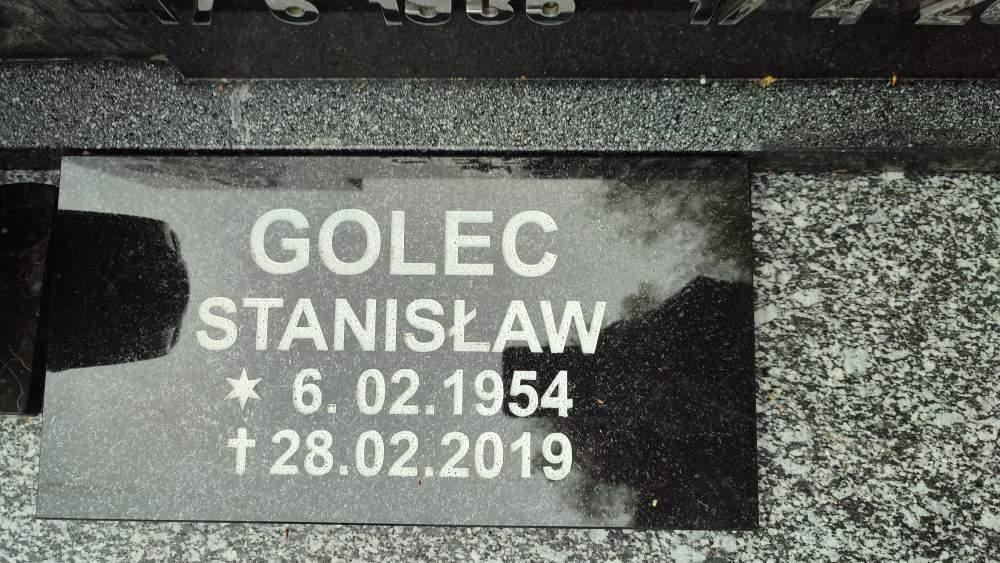 GOLEC
STANISŁAW
✶ 6. 02.1954
✝28.02.2019